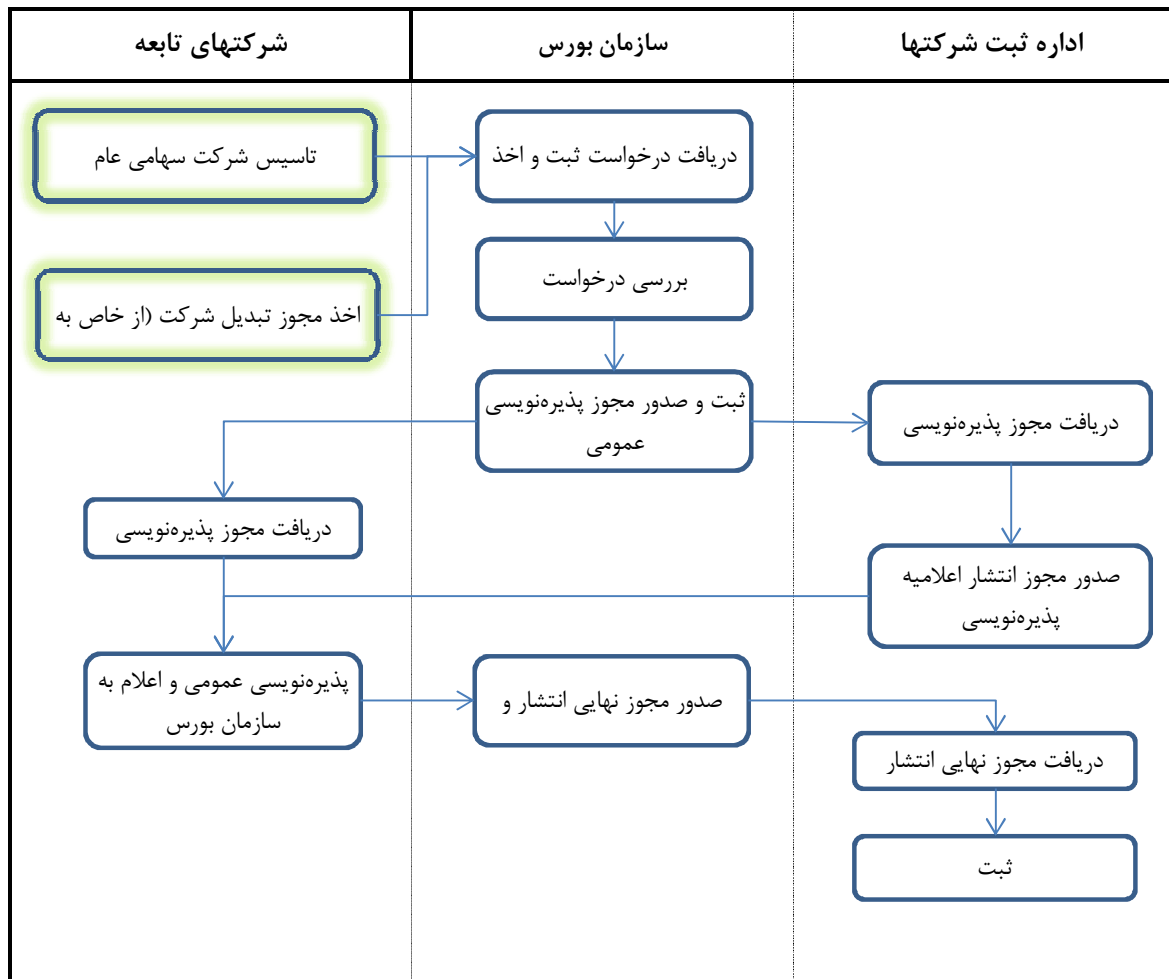 اداره ثبت شرکتها
سازمان بورس
شرکتهای تابعه
تاسیس شرکت سهامی عام
دریافت درخواست ثبت و اخذ
بررسی درخواست
اخذ مجوز تبدیل شرکت (از خاص به
ثبت و صدور مجوز پذیره‌نویسی
عمومی
دریافت مجوز پذیره‌نویسی
دریافت مجوز پذیره‌نویسی
صدور مجوز انتشار اعلامیه
پذیره‌نویسی
پذیره‌نویسی عمومی و اعلام به
سازمان بورس
صدور مجوز نهایی انتشار و
دریافت مجوز نهایی انتشار
ثبت